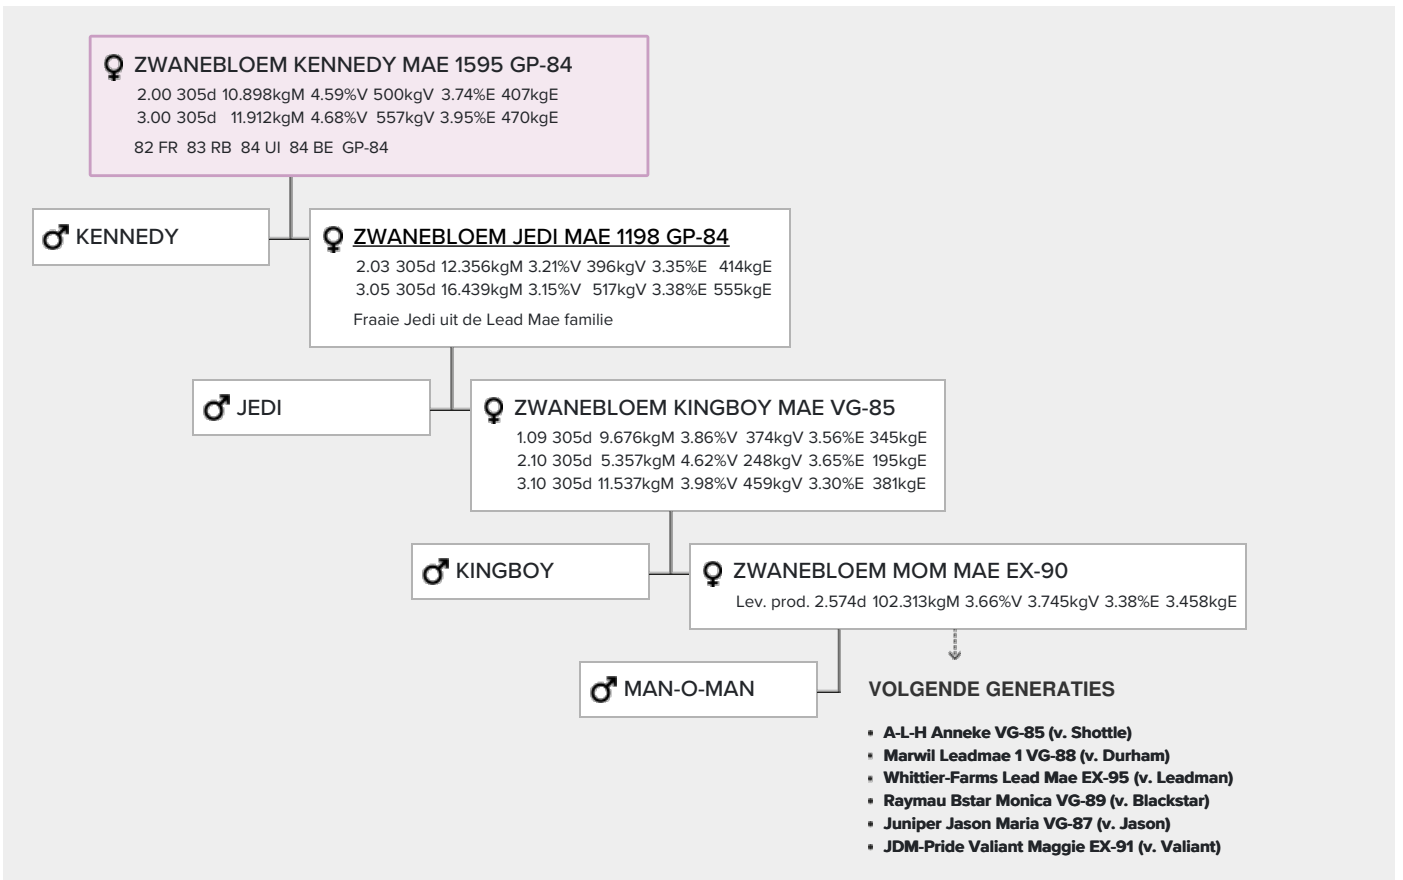 ZWANEBLOEM KENNEDY MAE 1595 GP-84
2.00 305d 10.898kgM 4.59%V 500kgV 3.74%E 407kgE
3.00 305d 11.912kgM 4.68%V 557kgV 3.95%E 470kgE
82 FR 83 RB 84 UI 84 BE GP-84
KENNEDY
ZWANEBLOEM JEDI MAE 1198 GP-84
2.03 305d 12.356kgM 3.21%V 396kgV 3.35%E 414kgE
3.05 305d 16.439kgM 3.15%V 517kgV 3.38%E 555kgE
Fraaie Jedi uit de Lead Mae familie
JEDI
ZWANEBLOEM KINGBOY MAE VG-85
1.09 305d 9.676kgM 3.86%V 374kgV 3.56%E 345kgE
2.10 305d 5.357kgM 4.62%V 248kgV 3.65%E 195kgE
3.10 305d 11.537kgM 3.98%V 459kgV 3.30%E 381kgE
KINGBOY
ZWANEBLOEM MOM MAE EX-90
Lev. prod. 2.574d 102.313kgM 3.66%V 3.745kgV 3.38%E 3.458kgE
MAN-O-MAN
VOLGENDE GENERATIES
• A-L-H Anneke VG-85 (v. Shottle)
• Marwil Leadmae 1 VG-88 (v. Durham)
• Whittier-Farms Lead Mae EX-95 (v. Leadman)
• Raymau Bstar Monica VG-89 (v. Blackstar)
• Juniper Jason Maria VG-87 (v. Jason)
• JDM-Pride Valiant Maggie EX-91 (v. Valiant)